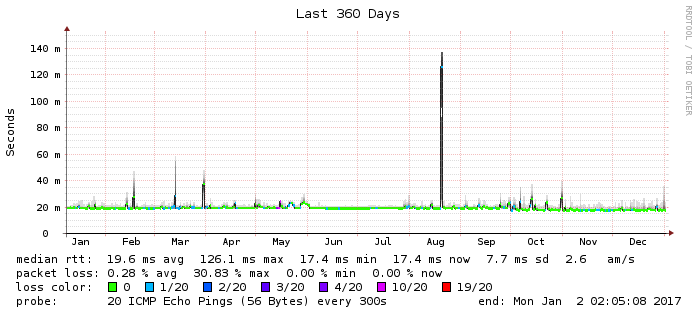 Last 360 Days
RRDTOOL / TOBI OETIKER
Seconds
140 m
120 m
100 m
80 m
60 m
40 m
20 m
0
Jan Feb Mar Apr May Jun Jul Aug Sep Oct Nov Dec
median rtt: 19.6 ms avg 126.1 ms max 17.4 ms min 17.4 ms now 7.7 ms sd 2.6 am/s
packet loss: 0.28 % avg 30.83 % max 0.00 % min 0.00 % now
loss color: 0 1/20 2/20 3/20 4/20 10/20 19/20
probe: 20 ICMP Echo Pings (56 Bytes) every 300s end: Mon Jan 2 02:05:08 2017